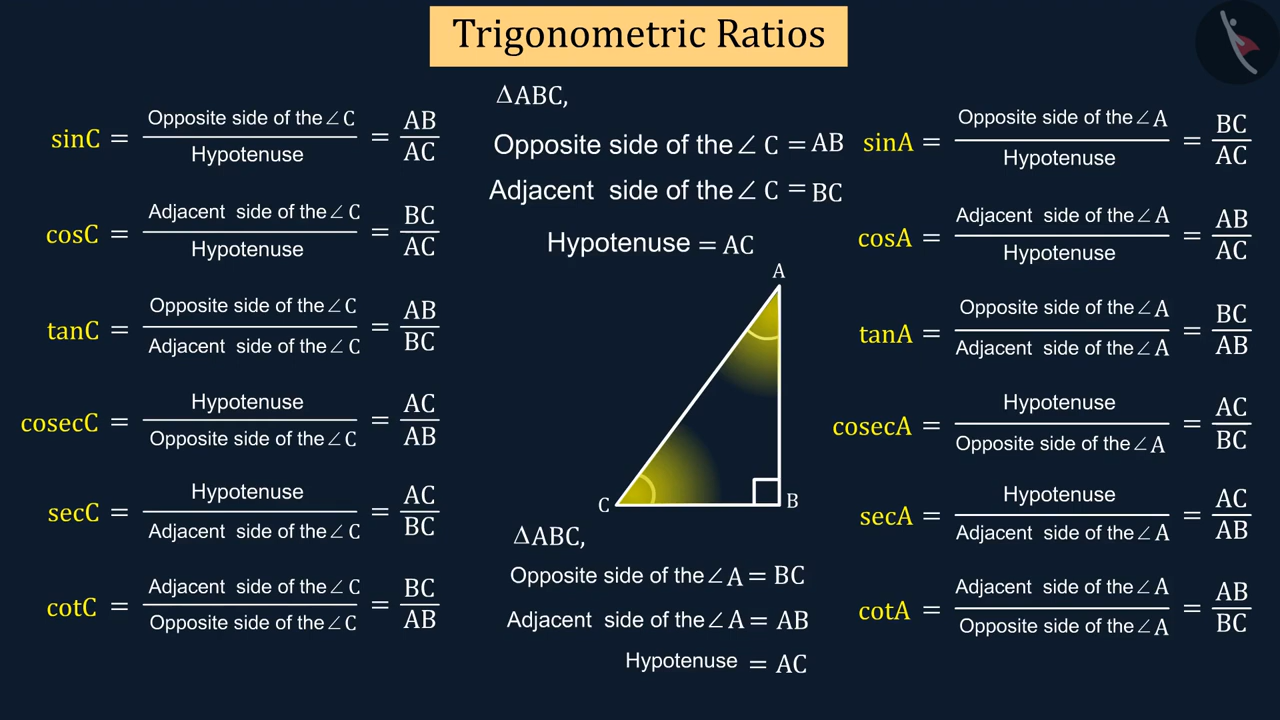 Trigonometric Ratios
sinC = Opposite side of the ∠ C / Hypotenuse = AB / AC
cosC = Adjacent side of the ∠ C / Hypotenuse = BC / AC
tanC = Opposite side of the ∠ C / Adjacent side of the ∠ C = AB / BC
cosecC = Hypotenuse / Opposite side of the ∠ C = AC / AB
secC = Hypotenuse / Adjacent side of the ∠ C = AC / BC
cotC = Adjacent side of the ∠ C / Opposite side of the ∠ C = BC / AB
ΔABC,
Opposite side of the ∠ C = AB
Adjacent side of the ∠ C = BC
Hypotenuse = AC
A
C
B
ΔABC,
Opposite side of the ∠ A = BC
Adjacent side of the ∠ A = AB
Hypotenuse = AC
sinA = Opposite side of the ∠ A / Hypotenuse = BC / AC
cosA = Adjacent side of the ∠ A / Hypotenuse = AB / AC
tanA = Opposite side of the ∠ A / Adjacent side of the ∠ A = BC / AB
cosecA = Hypotenuse / Opposite side of the ∠ A = AC / BC
secA = Hypotenuse / Adjacent side of the ∠ A = AC / AB
cotA = Adjacent side of the ∠ A / Opposite side of the ∠ A = AB / BC